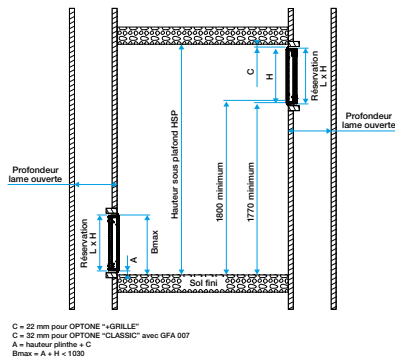 C
H
Réservation
L x H
Profondeur
lame ouverte
Hauteur sous plafond HSP
1800 minimum
1770 minimum
Profondeur
lame ouverte
Réservation
L x H
A
Bmax
Sol fini
C = 22 mm pour OPTONE "+GRILLE"
C = 32 mm pour OPTONE "CLASSIC" avec GFA 007
A = hauteur plinthe + C
Bmax = A + H < 1030